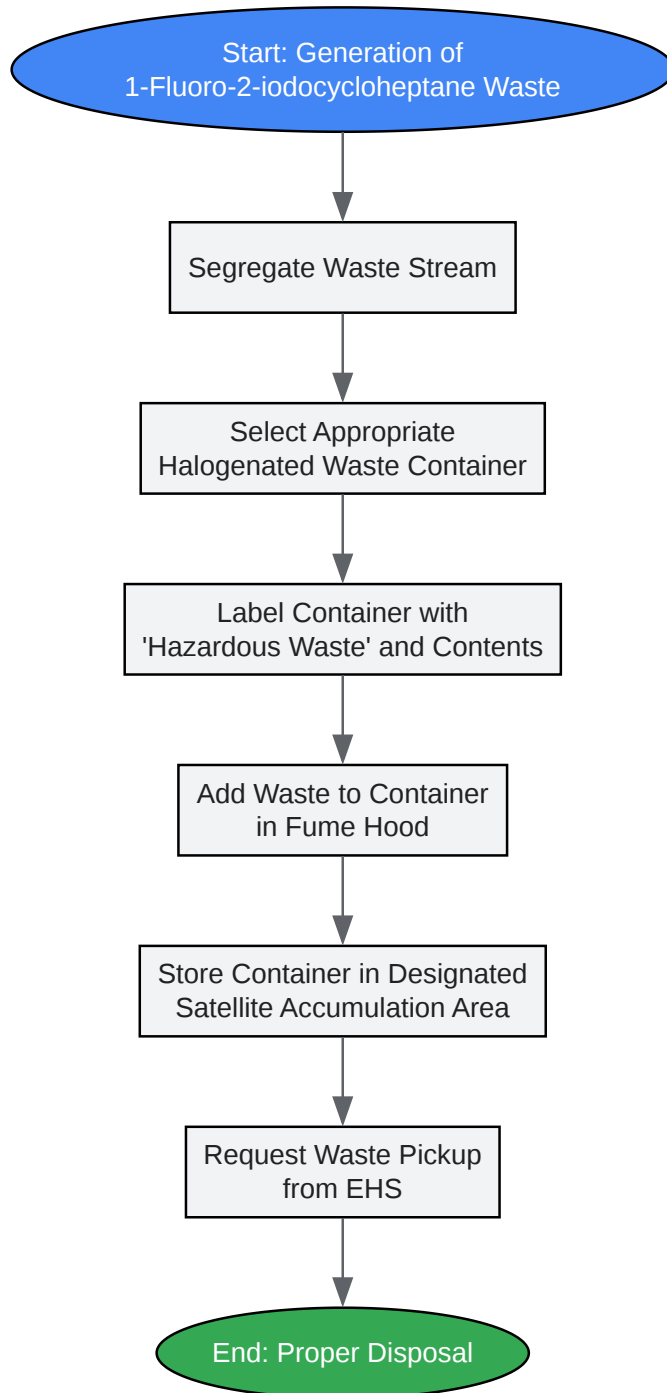 Start: Generation of
1-Fluoro-2-iodocycloheptane Waste
Segregate Waste Stream
Select Appropriate
Halogenated Waste Container
Label Container with
'Hazardous Waste' and Contents
Add Waste to Container
in Fume Hood
Store Container in Designated
Satellite Accumulation Area
Request Waste Pickup
from EHS
End: Proper Disposal